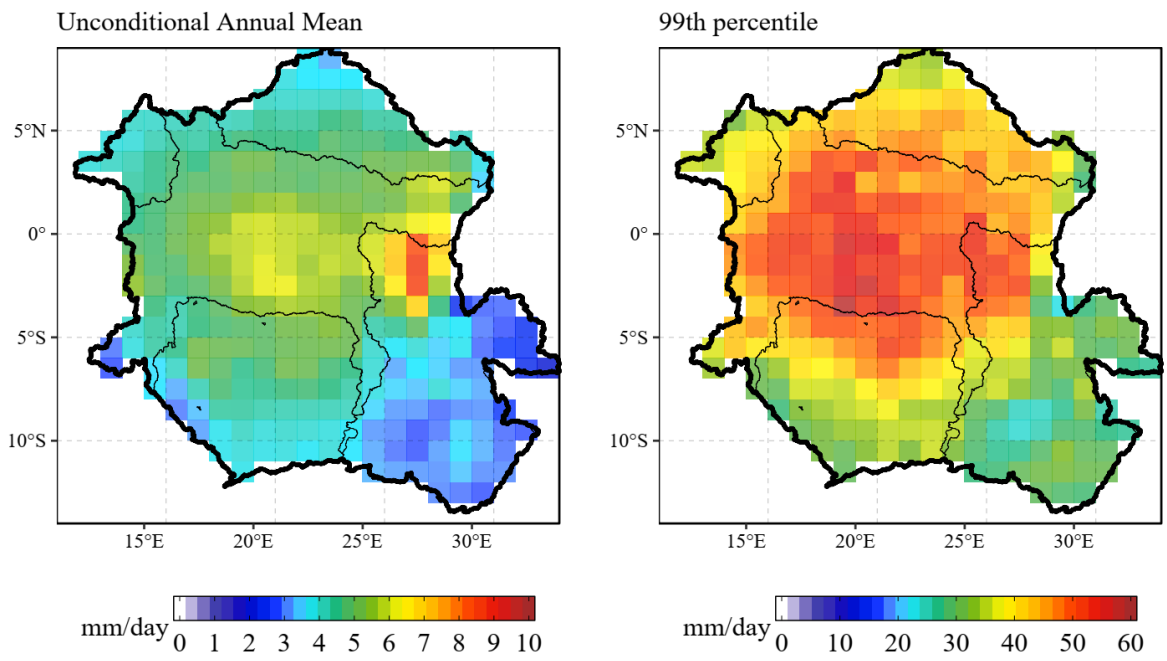 Unconditional Annual Mean
99th percentile
5°N
0°
5°S
10°S
15°E 20°E 25°E 30°E
5°N
0°
5°S
10°S
15°E 20°E 25°E 30°E
mm/day 0 1 2 3 4 5 6 7 8 9 10
mm/day 0 10 20 30 40 50 60